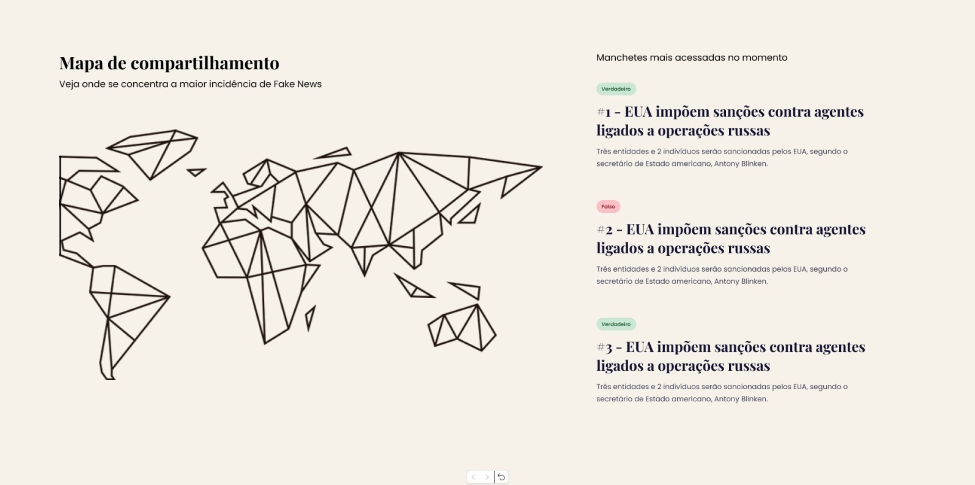 Mapa de compartilhamento
Veja onde se concentra a maior incidência de Fake News
Manchetes mais acessadas no momento
Verdadeira
#1 - EUA impõem sanções contra agentes
ligados a operações russas
Três entidades e 2 indivíduos serão sancionadas pelos EUA, segundo o
secretário de Estado americano, Antony Blinken.
Falsa
#2 - EUA impõem sanções contra agentes
ligados a operações russas
Três entidades e 2 indivíduos serão sancionadas pelos EUA, segundo o
secretário de Estado americano, Antony Blinken.
Verdadeira
#3 - EUA impõem sanções contra agentes
ligados a operações russas
Três entidades e 2 indivíduos serão sancionadas pelos EUA, segundo o
secretário de Estado americano, Antony Blinken.